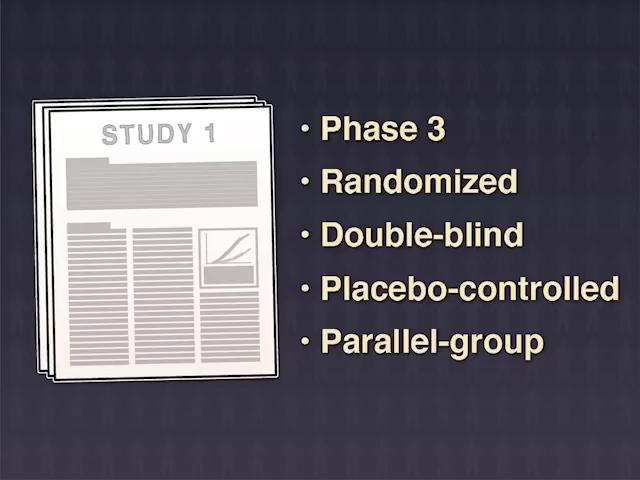 STUDY 1
• Phase 3
• Randomized
• Double-blind
• Placebo-controlled
• Parallel-group